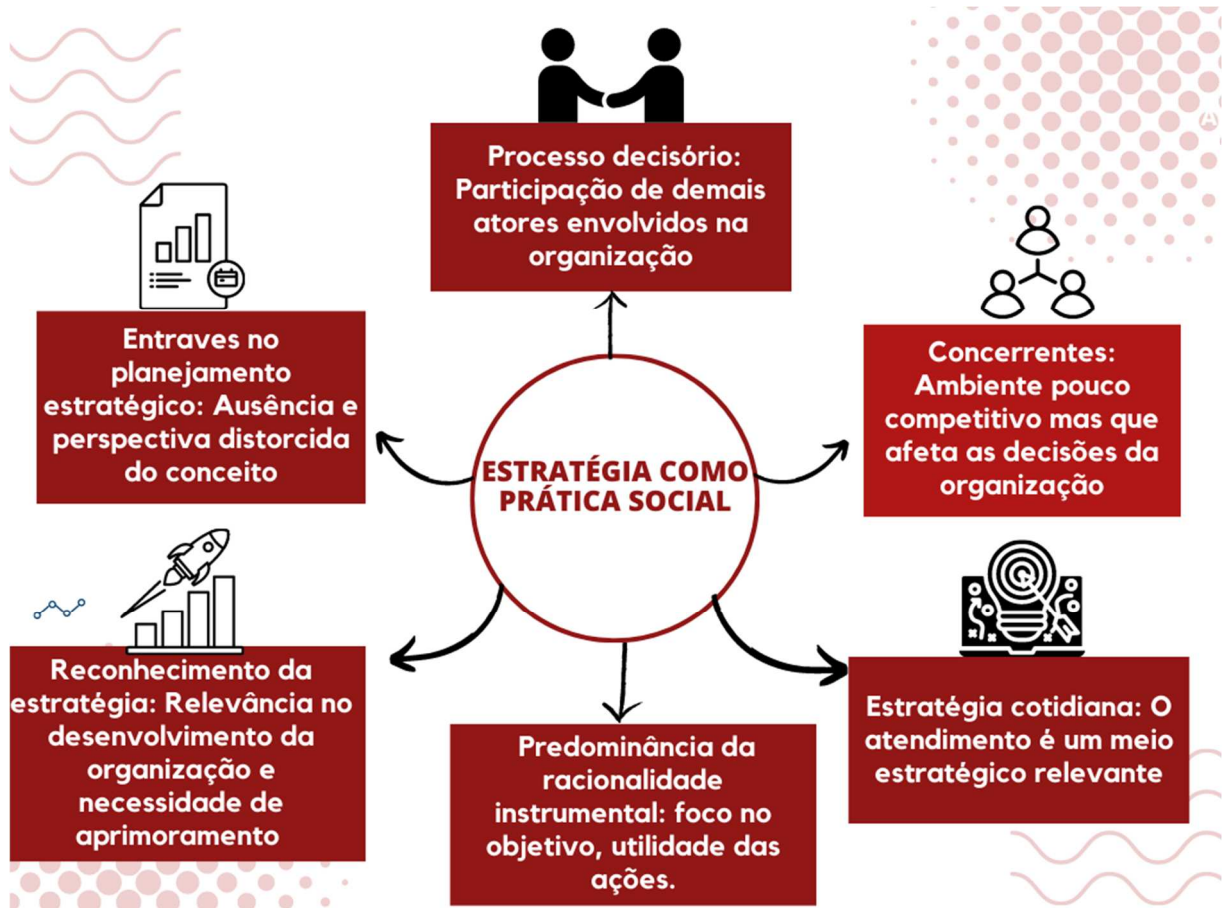 Processo decisório:
Participação de demais
atores envolvidos na
organização
Entraves no
planejamento
estratégico: Ausência e
perspectiva distorcida
do conceito
Concerrentes:
Ambiente pouco
competitivo mas que
afeta as decisões da
organização
ESTRATÉGIA COMO
PRÁTICA SOCIAL
Reconhecimento da
estratégia: Relevância no
desenvolvimento da
organização e
necessidade de
aprimoramento
Predominância da
racionalidade
instrumental: foco no
objetivo, utilidade das
ações.
Estratégia cotidiana: O
atendimento é um meio
estratégico relevante
A